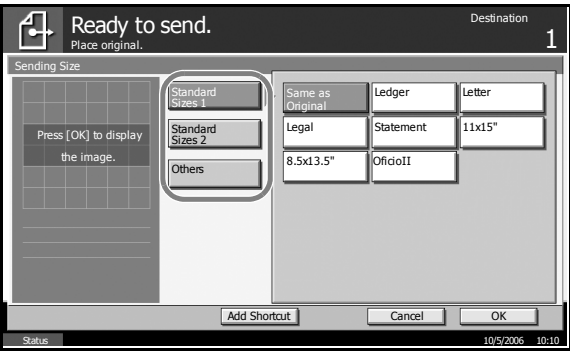 Ready to send.
Destination
Place original.
1
Sending Size
Press [OK] to display
the image.
Standard
Sizes 1
Standard
Sizes 2
Others
Same as
Original
Ledger
Letter
Legal
Statement
11x15"
8.5x13.5"
OficioII
Add Shortcut
Cancel
OK
Status
10/5/2006 10:10